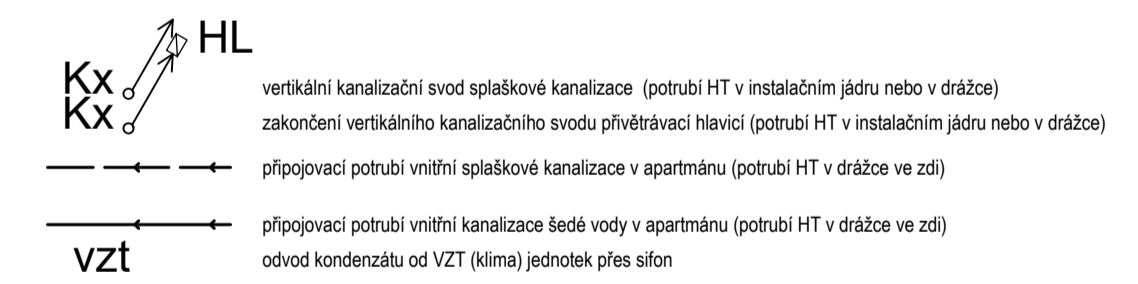 HL
Kx vertikální kanalizační svod splaškové kanalizace (potrubí HT v instalačním jádru nebo v drážce)
Kx zakončení vertikálního kanalizačního svodu přivětrávací hlavicí (potrubí HT v instalačním jádru nebo v drážce)
připojovací potrubí vnitřní splaškové kanalizace v apartmánu (potrubí HT v drážce ve zdi)
připojovací potrubí vnitřní kanalizace šedé vody v apartmánu (potrubí HT v drážce ve zdi)
vzt odvod kondenzátu od VZT (klima) jednotek přes sifon